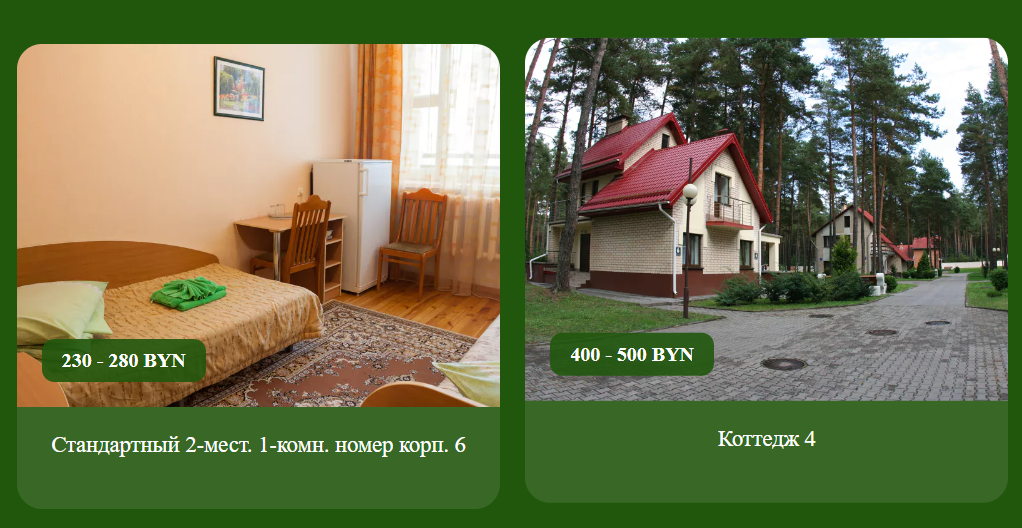 230 - 280 BYN
Стандартный 2-мест. 1-комн. номер корп. 6
400 - 500 BYN
Коттедж 4